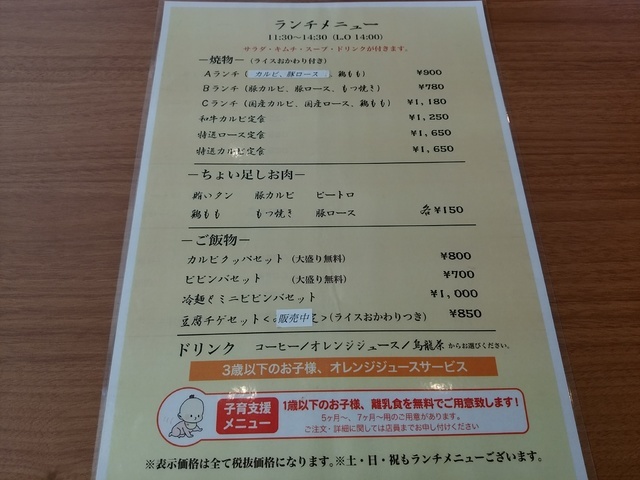 ランチメニュー
11:30〜14:30（L.O 14:00）
サラダ・キムチ・スープ・ドリンクが付きます。
ー焼物ー（ライスおかわり付き）
Aランチ（カルビ、豚ロース、鶏もも） ¥900
Bランチ（豚カルビ、豚ロース、もつ焼き） ¥780
Cランチ（国産カルビ、国産ロース、鶏もも） ¥1,180
和牛カルビ定食 ¥1,250
特選ロース定食 ¥1,650
特選カルビ定食 ¥1,650
ーちょい足しお肉ー
賄いタン 豚カルビ ピートロ
鶏もも もつ焼き 豚ロース 各¥150
ーご飯物ー
カルビクッパセット（大盛り無料） ¥800
ビビンバセット（大盛り無料） ¥700
冷麺とミニビビンバセット ¥1,000
豆腐チゲセット＜販売中＞（ライスおかわりつき） ¥850
ドリンク コーヒー／オレンジジュース／烏龍茶からお選びください。
3歳以下のお子様、オレンジジュースサービス
子育支援メニュー
1歳以下のお子様、離乳食を無料でご用意致します！
5ヶ月〜、7ヶ月〜用のご用意があります。
ご注文・詳細に関しては店員までお申し付けください
※表示価格は全て税抜価格になります。※土・日・祝もランチメニューございます。